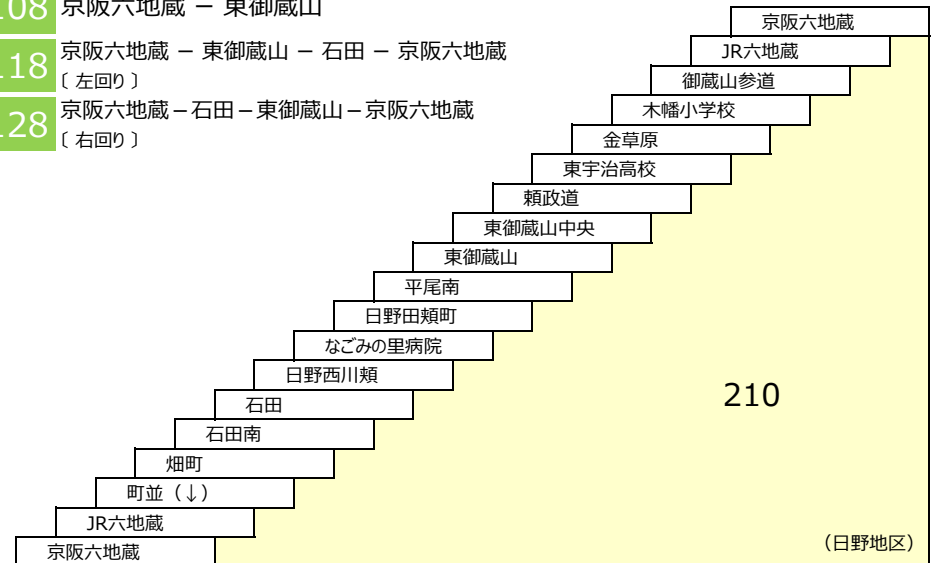 108 京阪六地蔵 － 東御蔵山
118 京阪六地蔵 － 東御蔵山 － 石田 － 京阪六地蔵
〔 左回り 〕
128 京阪六地蔵－石田－東御蔵山－京阪六地蔵
〔 右回り 〕
京阪六地蔵
JR六地蔵
御蔵山参道
木幡小学校
金草原
東宇治高校
頼政道
東御蔵山中央
東御蔵山
平尾南
日野田頬町
なごみの里病院
日野西川頬
石田
210
石田南
畑町
町並（↓）
JR六地蔵
京阪六地蔵
（日野地区）